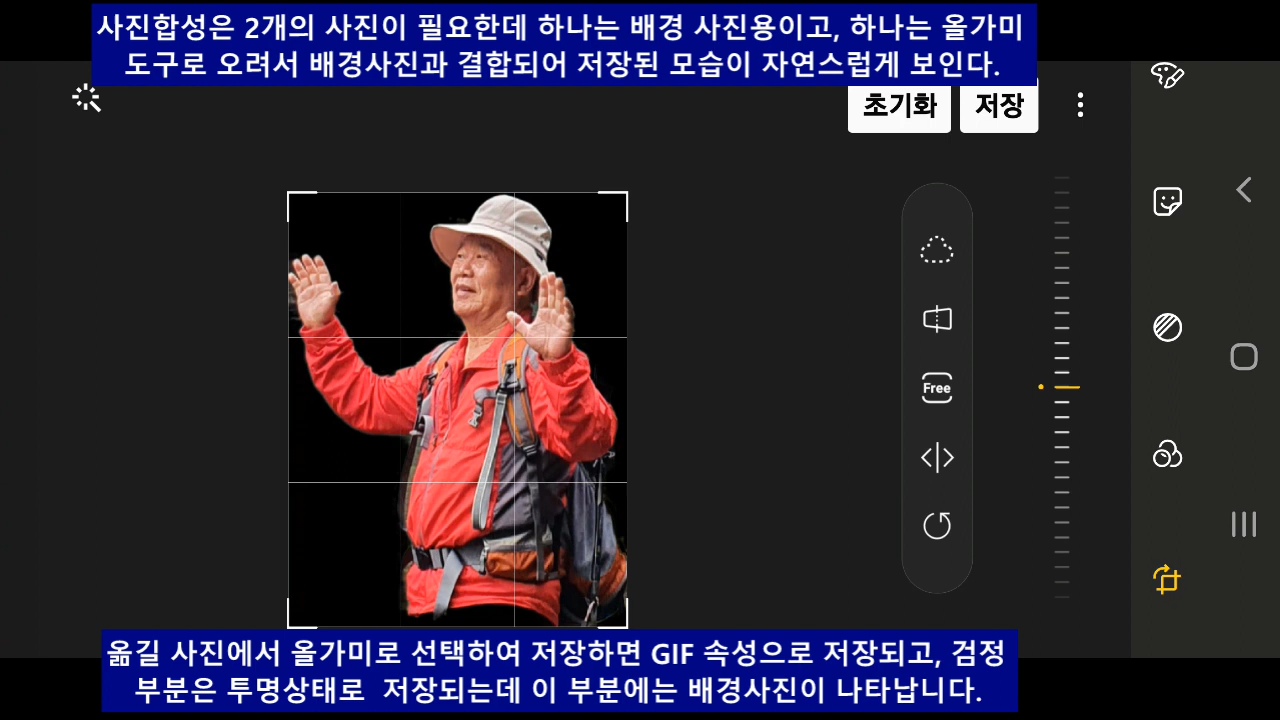 사진합성은 2개의 사진이 필요한데 하나는 배경 사진용이고, 하나는 올가미
도구로 오려서 배경사진과 결합되어 저장된 모습이 자연스럽게 보인다.
초기화 저장
Free
옮길 사진에서 올가미로 선택하여 저장하면 GIF 속성으로 저장되고, 검정
부분은 투명상태로 저장되는데 이 부분에는 배경사진이 나타납니다.